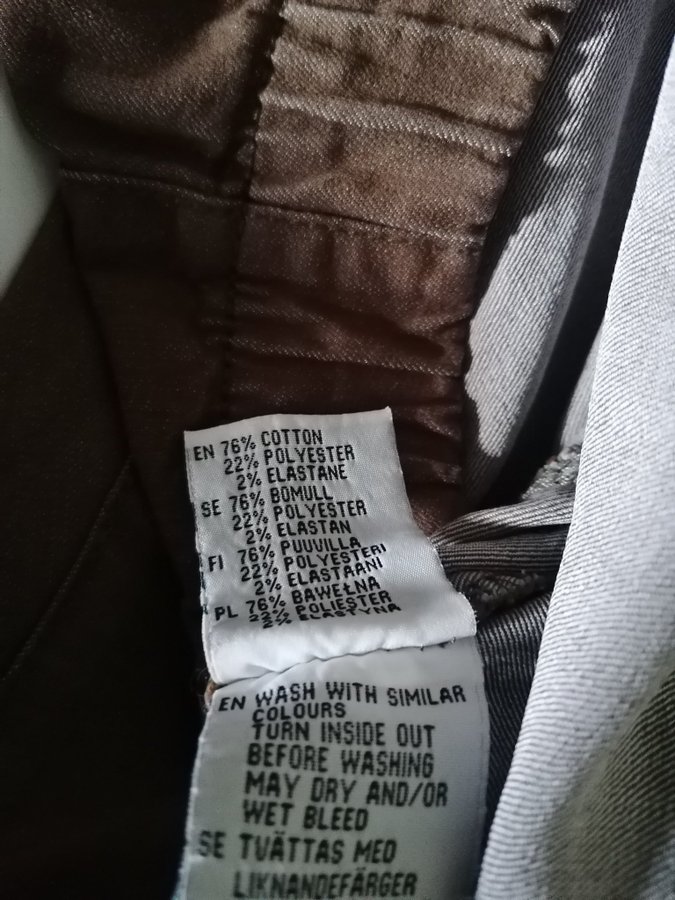 EN 76% COTTON
22% POLYESTER
2% ELASTANE
SE 76% BOMULL
22% POLYESTER
2% ELASTAN
FI 76% PUUVILLA
22% POLYESTERI
2% ELASTAANI
PL 76% BAWEŁNA
22% POLIESTER
2% ELASTYNA
EN WASH WITH SIMILAR
COLOURS
TURN INSIDE OUT
BEFORE WASHING
MAY DRY AND/OR
WET BLEED
SE TVÄTTAS MED
LIKNANDEFÄRGER